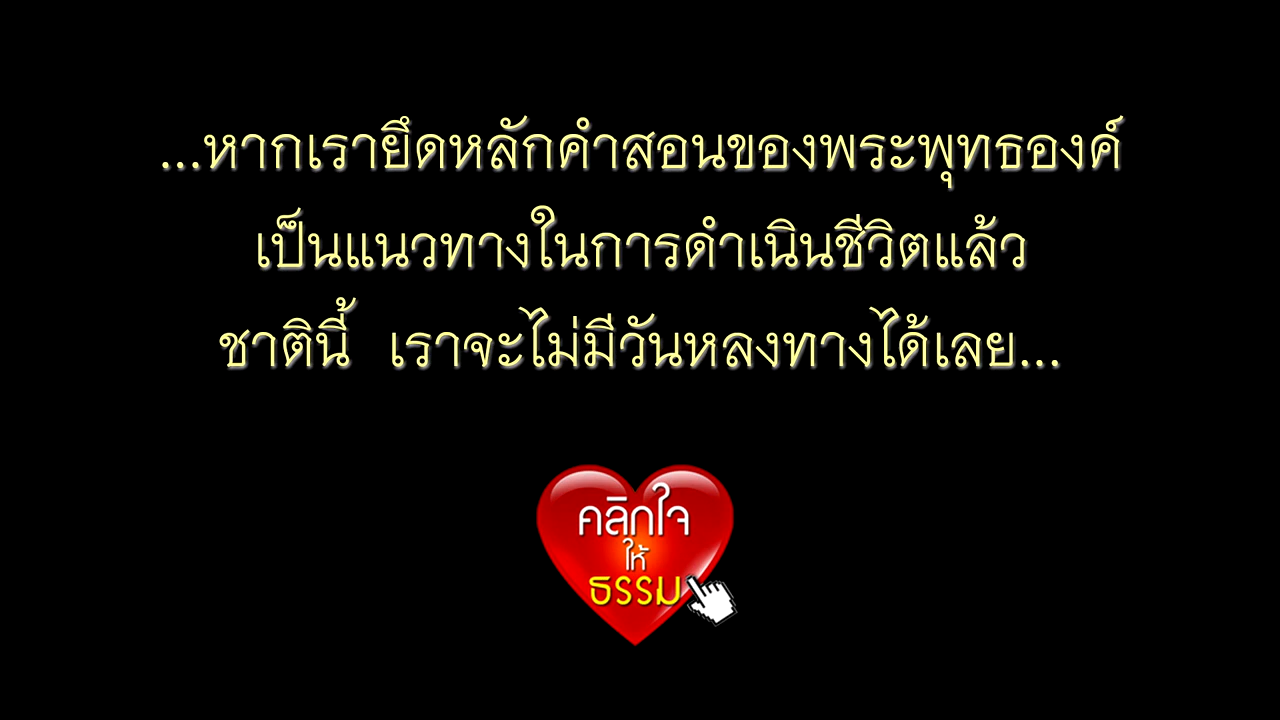 ...หากเรายึดหลักคำสอนของพระพุทธองค์
เป็นแนวทางในการดำเนินชีวิตแล้ว
ชาตินี้ เราจะไม่มีวันหลงทางได้เลย...
คลิกใจ
ให้
ธรรม